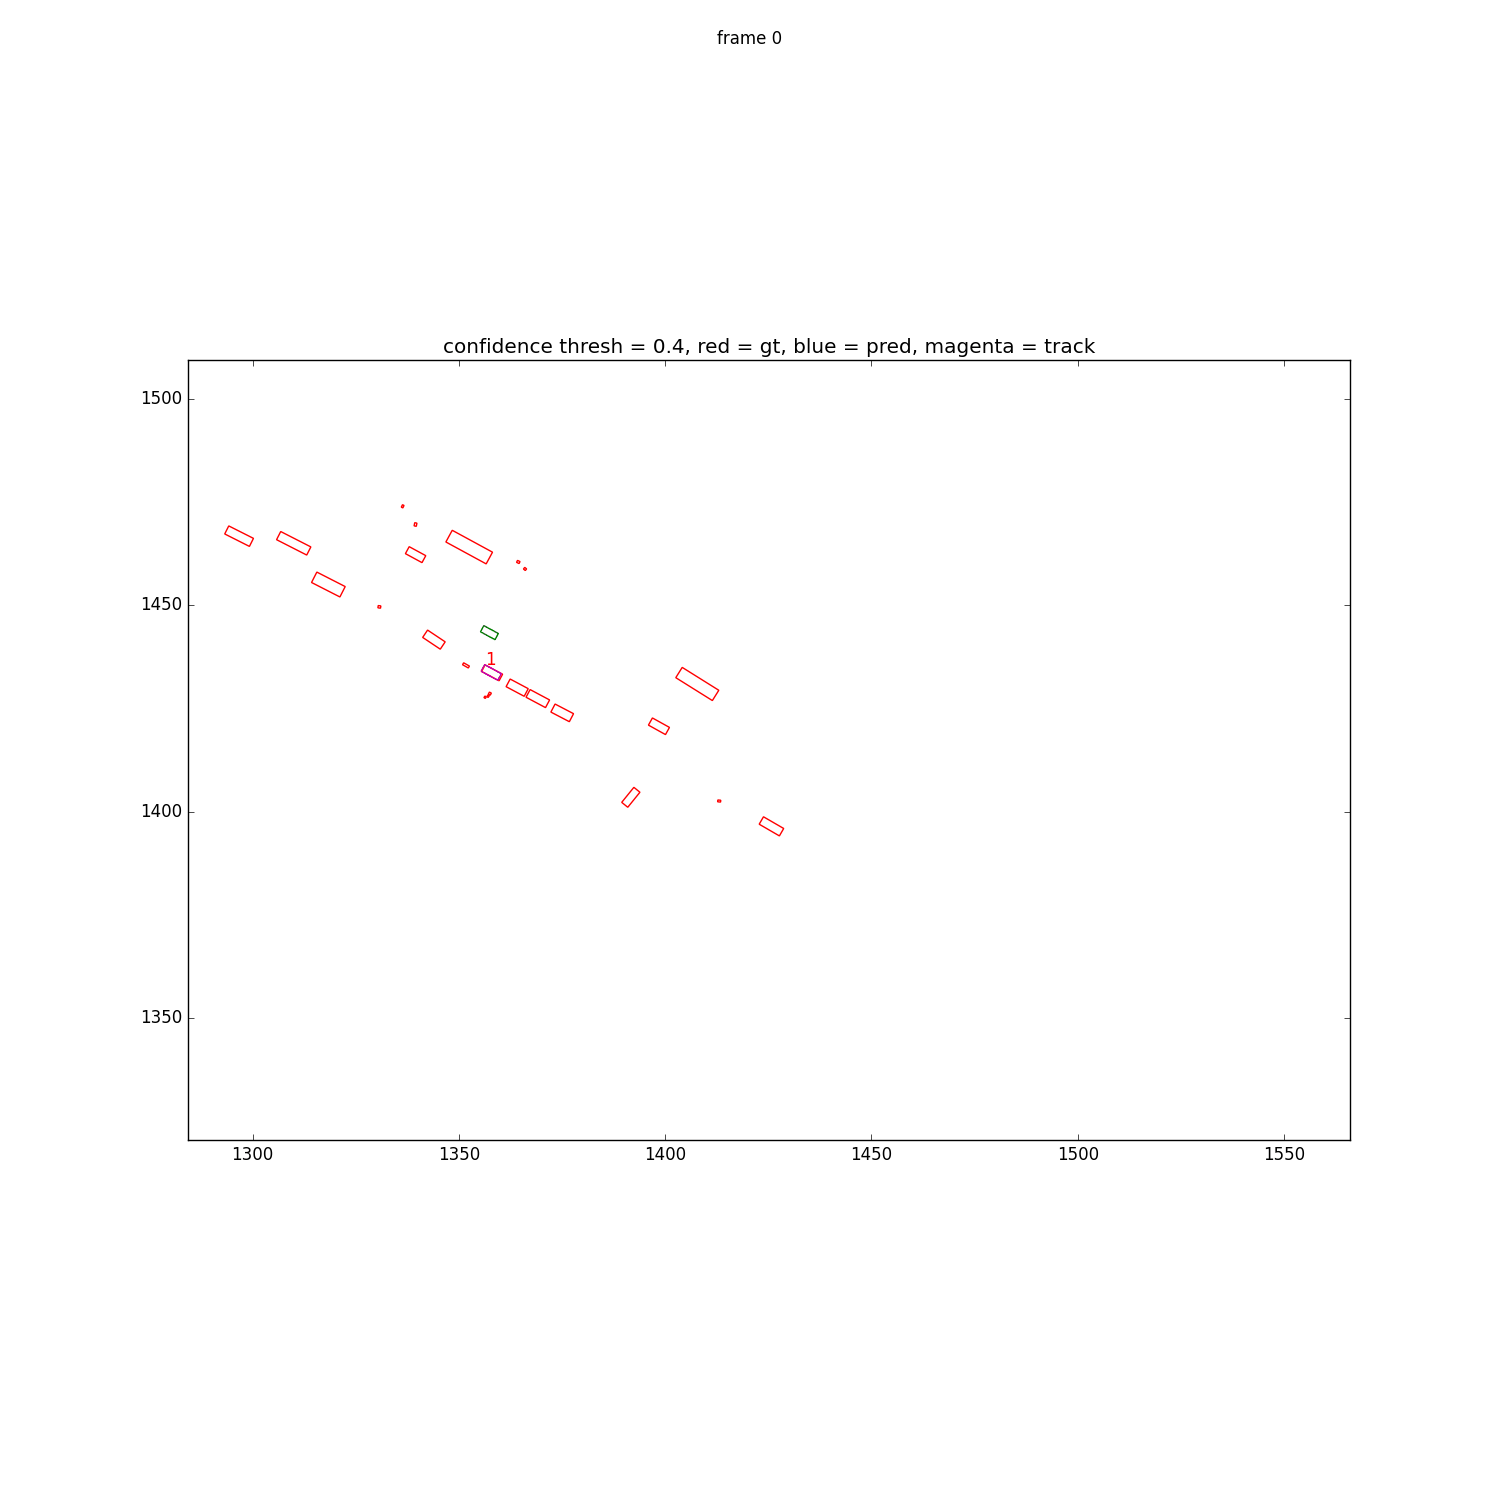 frame 0
confidence thresh = 0.4, red = gt, blue = pred, magenta = track
1500
1450
1
1400
1350
1300 1350 1400 1450 1500 1550